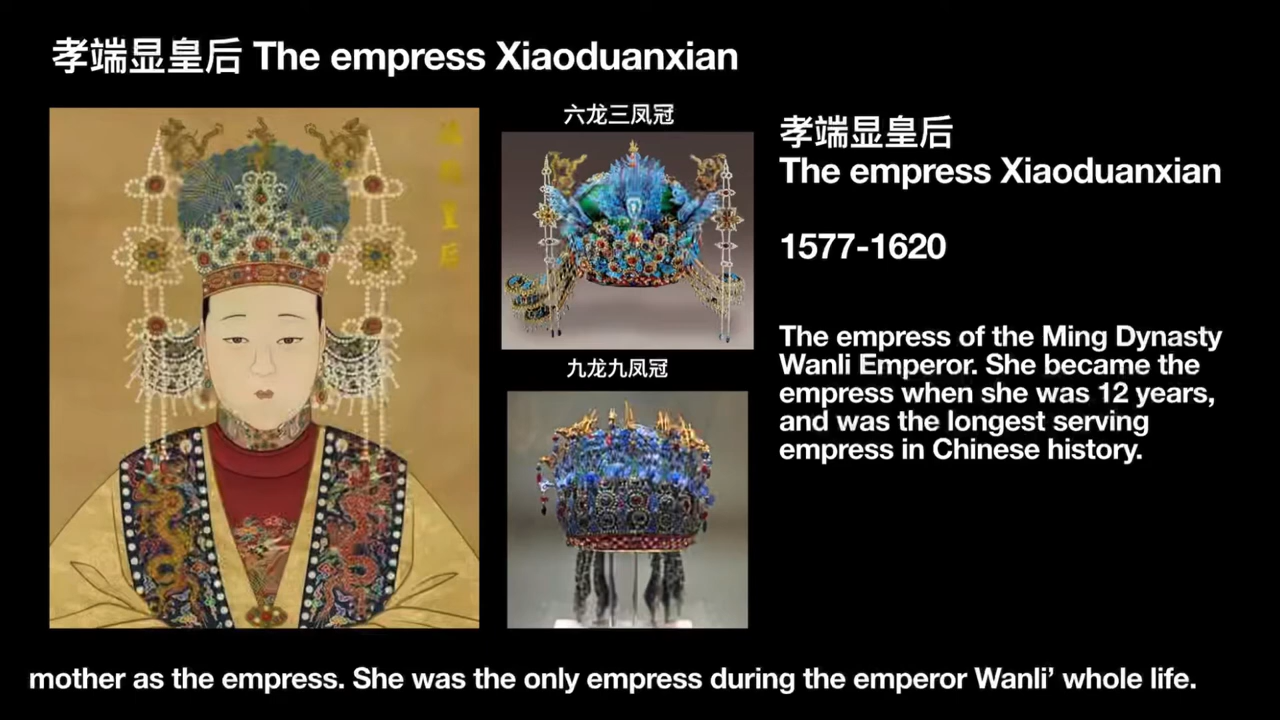 孝端显皇后 The empress Xiaoduanxian
六龙三凤冠
九龙九凤冠
孝端显皇后
The empress Xiaoduanxian
1577-1620
The empress of the Ming Dynasty
Wanli Emperor. She became the
empress when she was 12 years,
and was the longest serving
empress in Chinese history.
mother as the empress. She was the only empress during the emperor Wanli’ whole life.